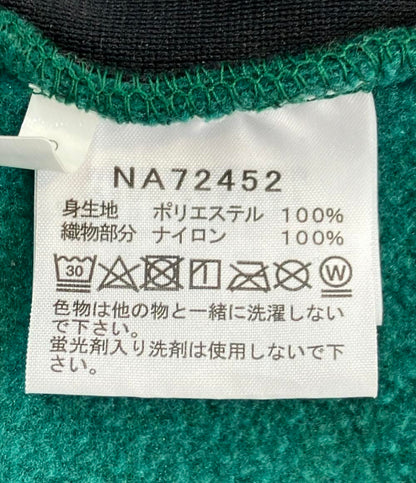 NA72452
身生地 ポリエステル 100%
織物部分 ナイロン 100%
30 W
色物は他の物と一緒に洗濯しない
で下さい。
蛍光剤入り洗剤は使用しないで下
さい。